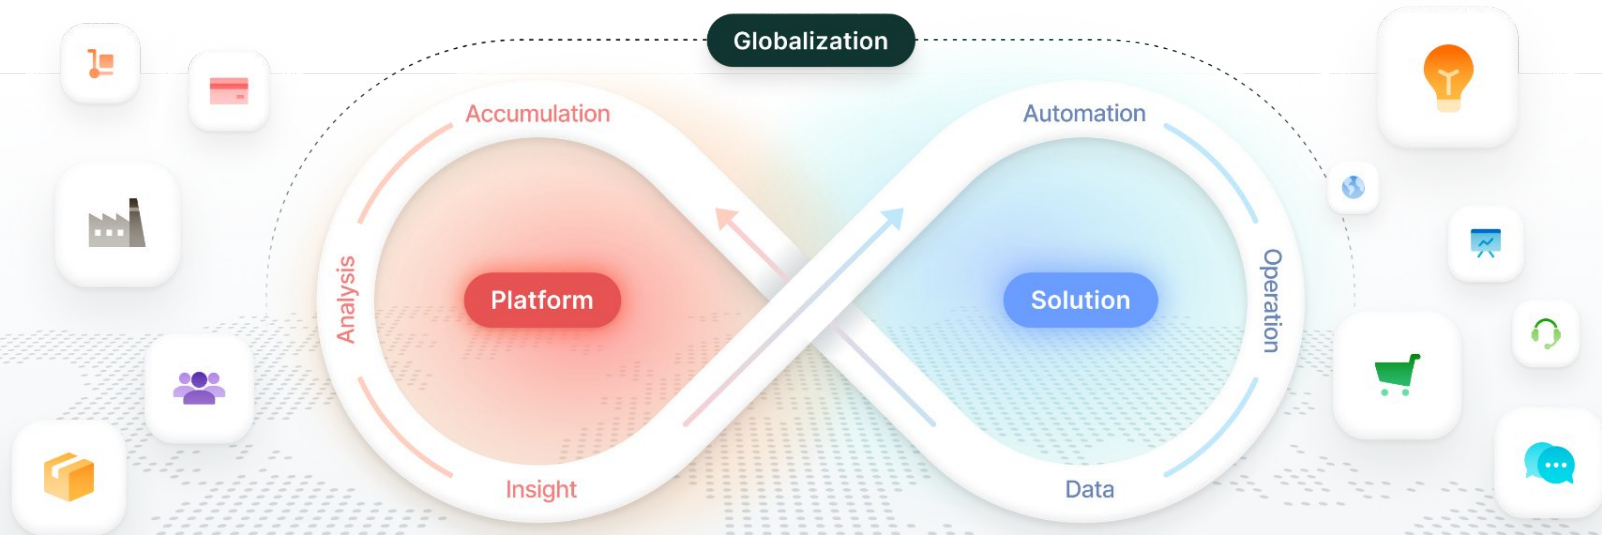 Globalization
Accumulation
Automation
Analysis
Platform
Solution
Operation
Insight
Data